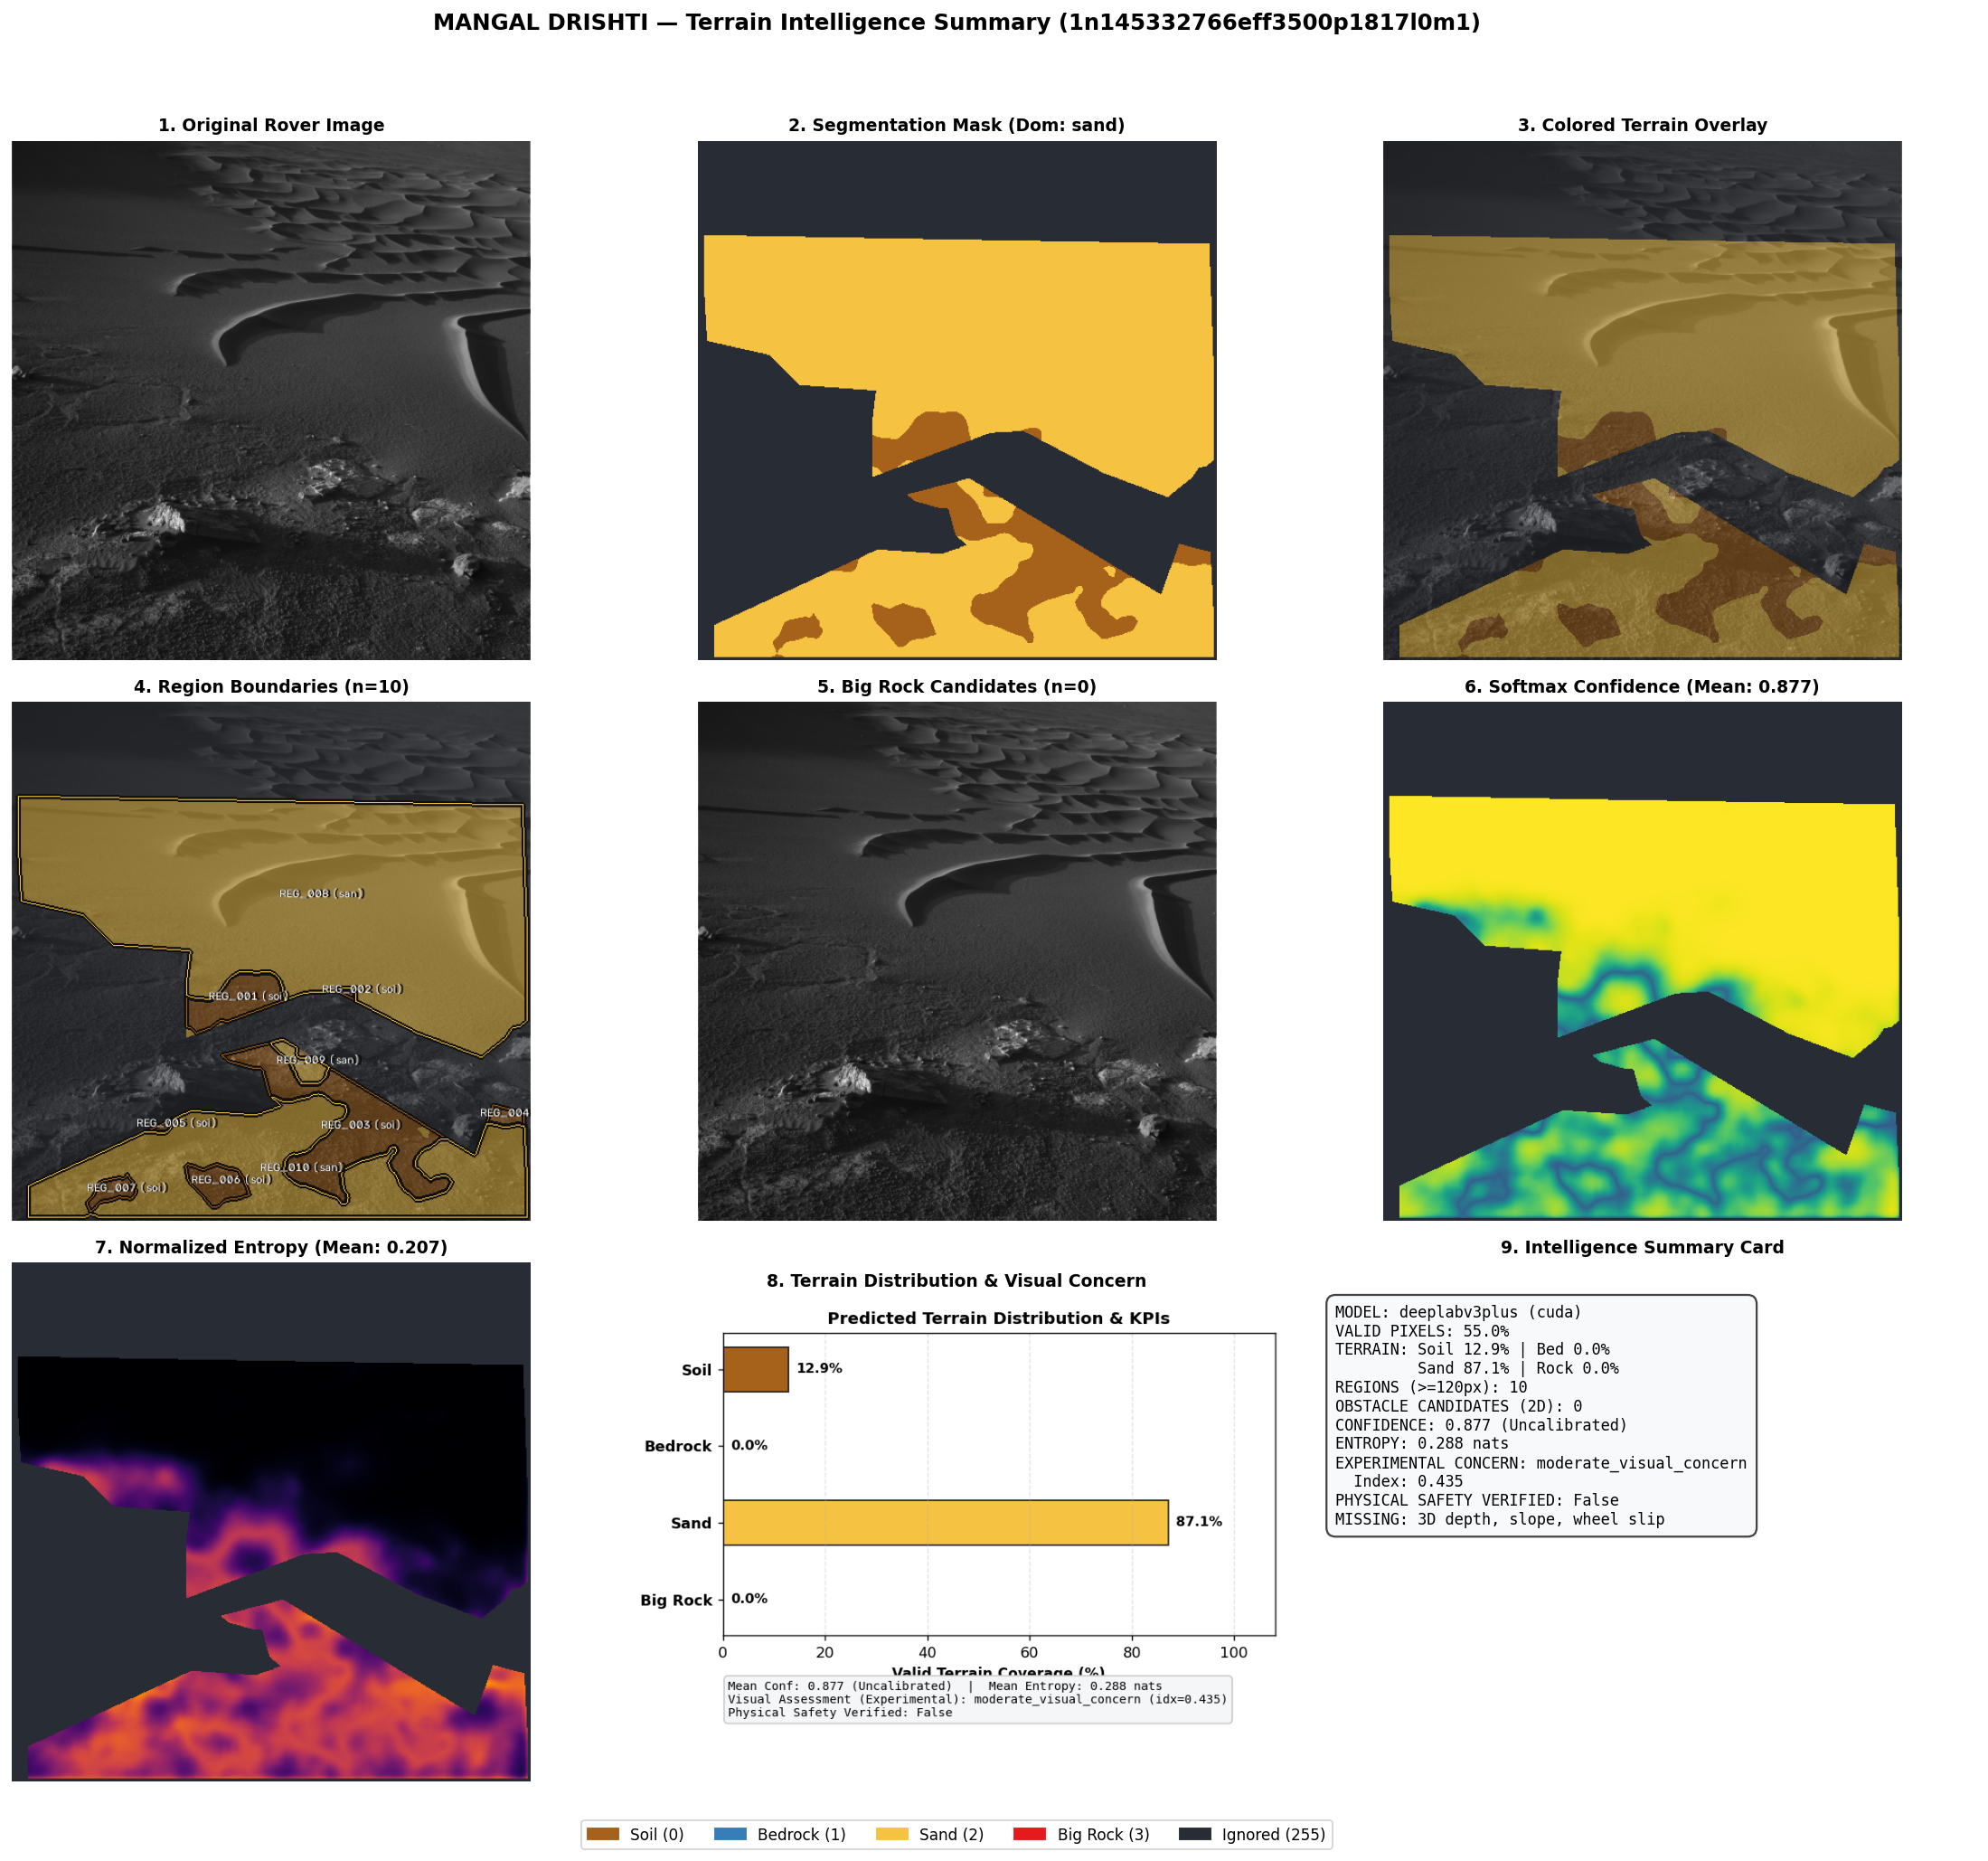 MANGAL DRISHTI — Terrain Intelligence Summary (1n145332766eff3500p1817l0m1)
1. Original Rover Image
2. Segmentation Mask (Dom: sand)
3. Colored Terrain Overlay
4. Region Boundaries (n=10)
REG_008 (san)
REG_001 (soi)
REG_002 (soi)
REG_009 (san)
REG_004
REG_005 (soi)
REG_003 (soi)
REG_010 (san)
REG_006 (soi)
REG_007 (soi)
5. Big Rock Candidates (n=0)
6. Softmax Confidence (Mean: 0.877)
7. Normalized Entropy (Mean: 0.207)
8. Terrain Distribution & Visual Concern
Predicted Terrain Distribution & KPIs
Soil 12.9%
Bedrock 0.0%
Sand 87.1%
Big Rock 0.0%
0 20 40 60 80 100
Valid Terrain Coverage (%)
Mean Conf: 0.877 (Uncalibrated) | Mean Entropy: 0.288 nats
Visual Assessment (Experimental): moderate_visual_concern (idx=0.435)
Physical Safety Verified: False
9. Intelligence Summary Card
MODEL: deeplabv3plus (cuda)
VALID PIXELS: 55.0%
TERRAIN: Soil 12.9% | Bed 0.0%
Sand 87.1% | Rock 0.0%
REGIONS (>=120px): 10
OBSTACLE CANDIDATES (2D): 0
CONFIDENCE: 0.877 (Uncalibrated)
ENTROPY: 0.288 nats
EXPERIMENTAL CONCERN: moderate_visual_concern
Index: 0.435
PHYSICAL SAFETY VERIFIED: False
MISSING: 3D depth, slope, wheel slip
Soil (0) Bedrock (1) Sand (2) Big Rock (3) Ignored (255)